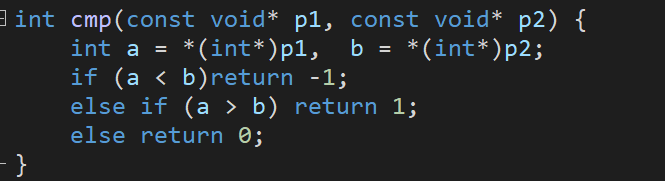 int cmp(const void* p1, const void* p2) {
    int a = *(int*)p1,  b = *(int*)p2;
    if (a < b)return -1;
    else if (a > b) return 1;
    else return 0;
}